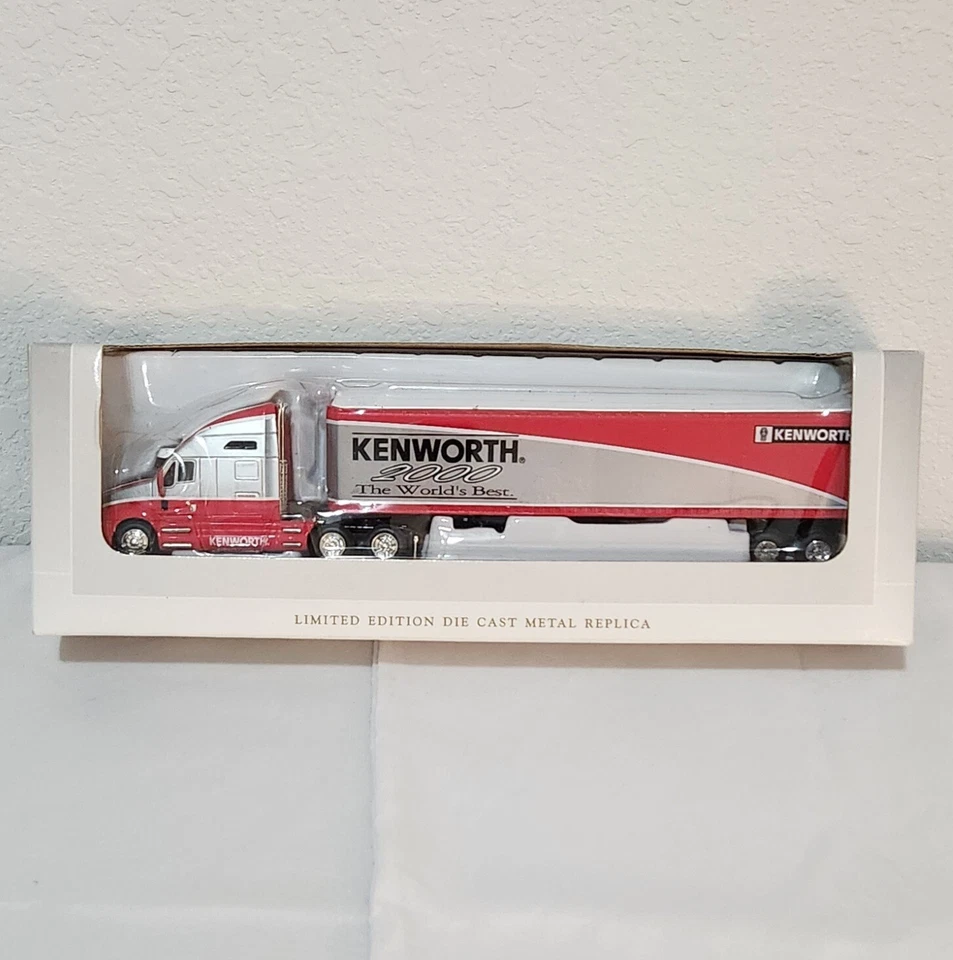 KENWORTH®
2000
The World's Best.
KENWORTH
KENWORTH
LIMITED EDITION DIE CAST METAL REPLICA